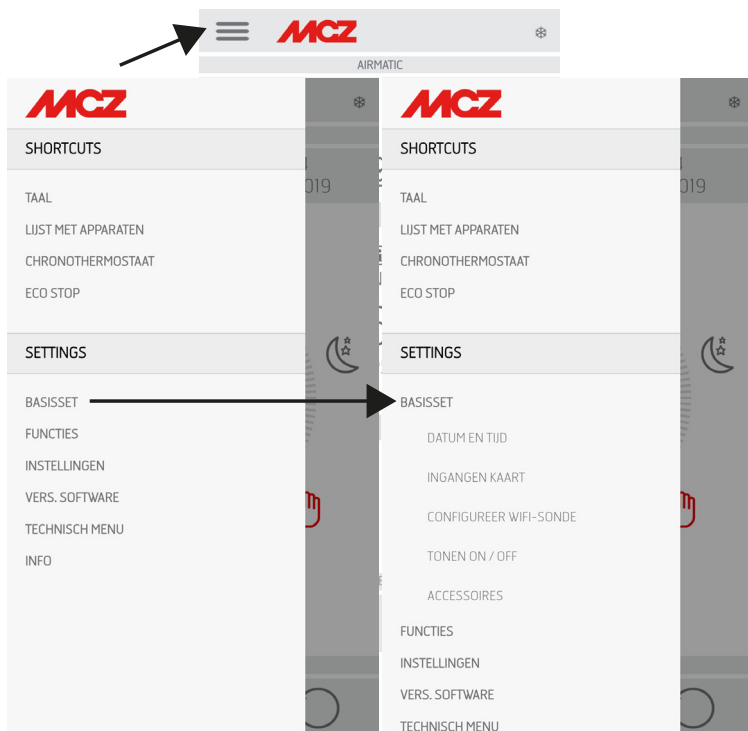 MCZ
AIRMATIC
MCZ
SHORTCUTS
TAAL
LIJST MET APPARATEN
CHRONOTHERMOSTAAT
ECO STOP
SETTINGS
BASISSET
FUNCTIES
INSTELLINGEN
VERS. SOFTWARE
TECHNISCH MENU
INFO
019
MCZ
SHORTCUTS
TAAL
LIJST MET APPARATEN
CHRONOTHERMOSTAAT
ECO STOP
SETTINGS
BASISSET
DATUM EN TIJD
INGANGEN KAART
CONFIGUREER WIFI-SONDE
TONEN ON / OFF
ACCESSOIRES
FUNCTIES
INSTELLINGEN
VERS. SOFTWARE
TECHNISCH MENU
019